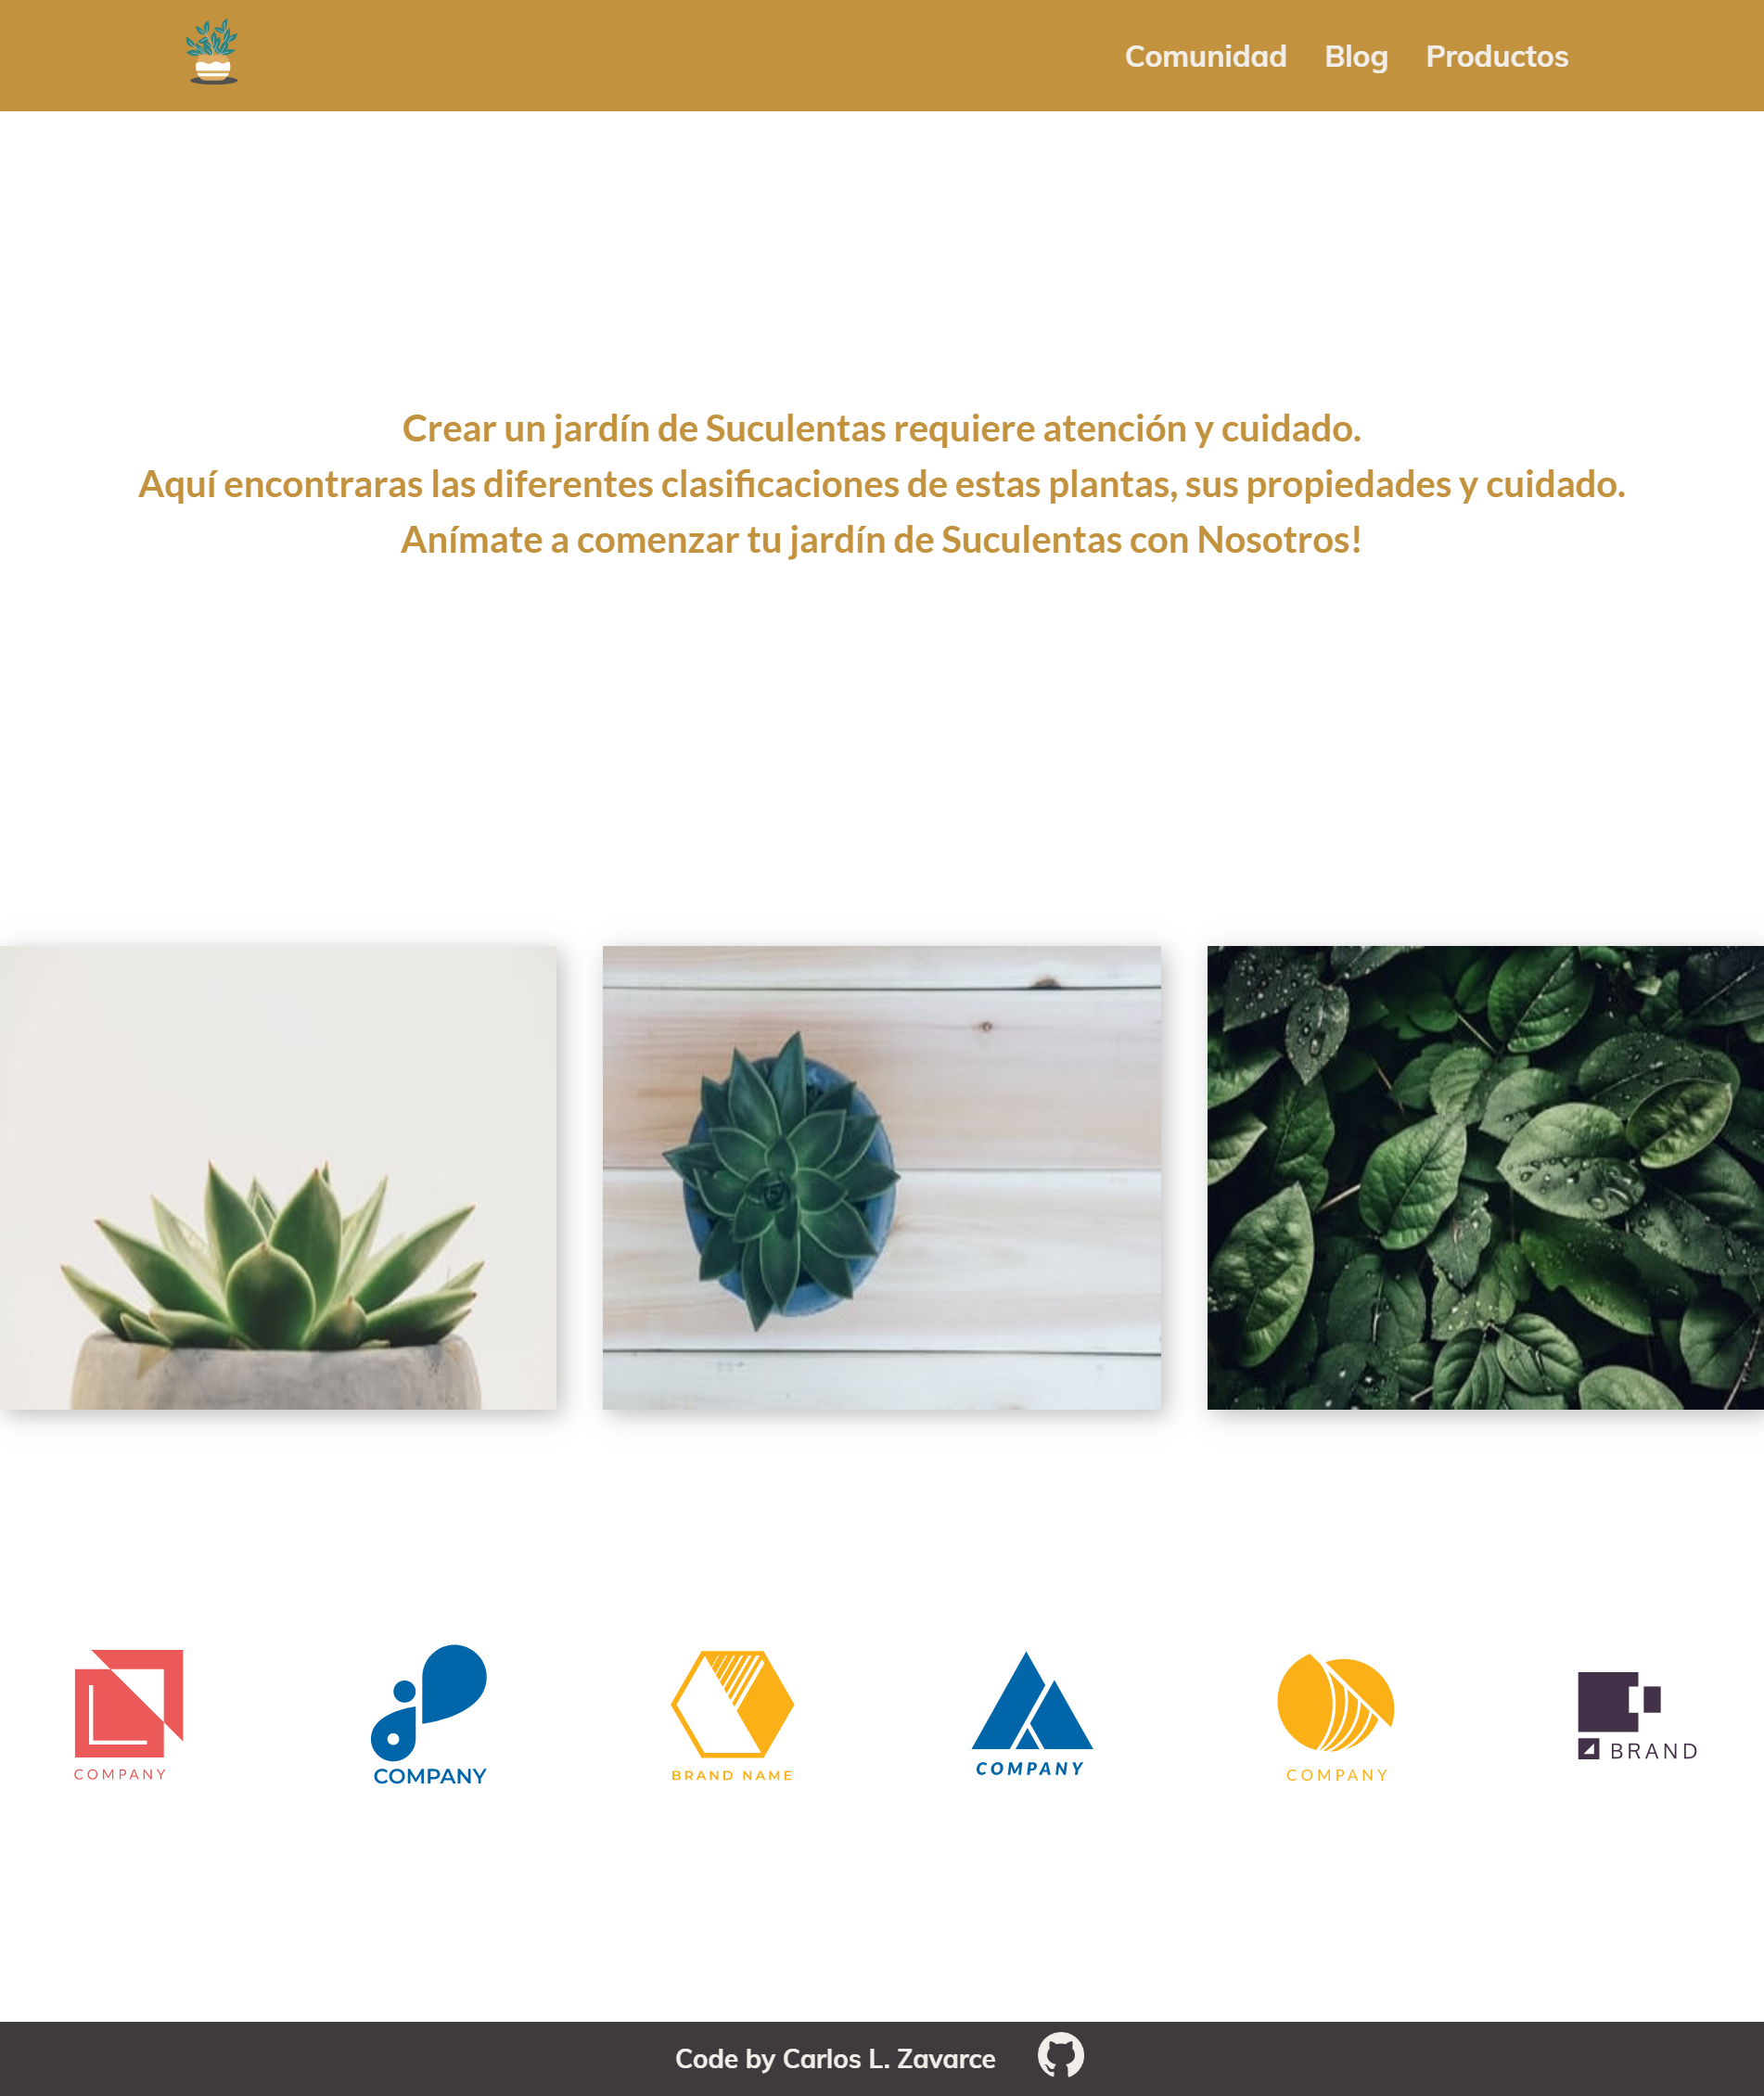 Comunidad Blog Productos
Crear un jardín de Suculentas requiere atención y cuidado.
Aquí encontraras las diferentes clasificaciones de estas plantas, sus propiedades y cuidado.
Anímate a comenzar tu jardín de Suculentas con Nosotros!
COMPANY COMPANY BRAND NAME COMPANY COMPANY BRAND
Code by Carlos L. Zavarce